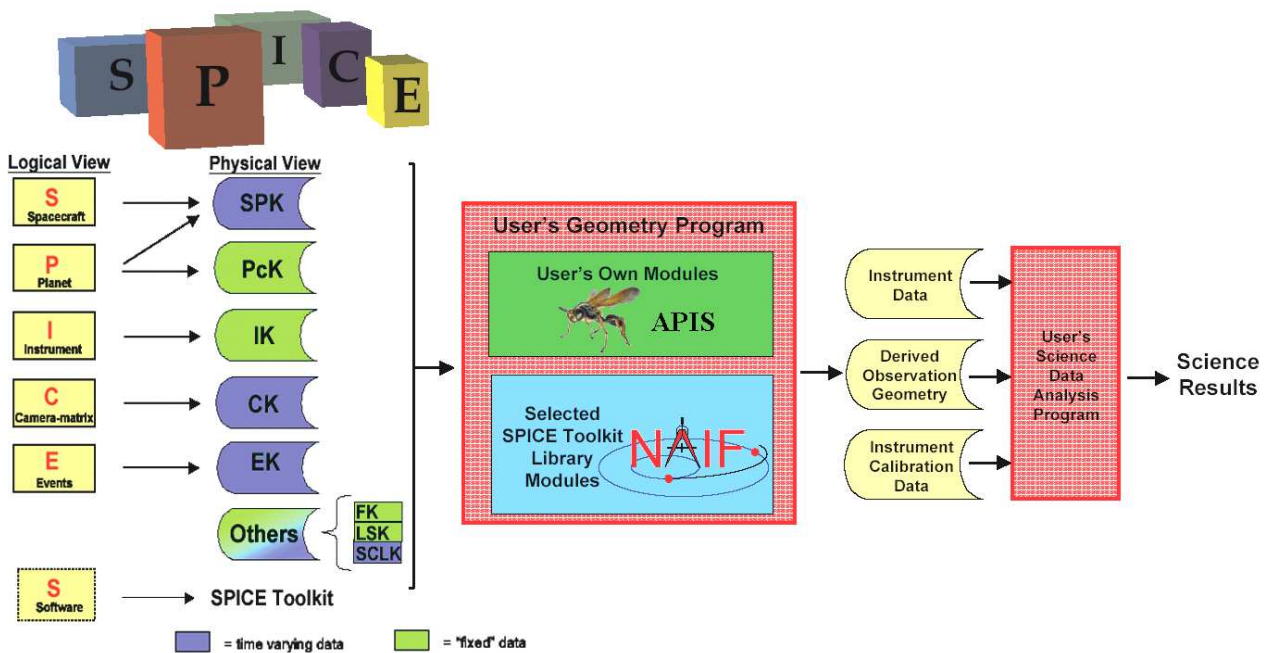 S
P
I
C
E
Logical View
Physical View
S
Spacecraft
SPK
P
Planet
PcK
I
Instrument
IK
C
Camera-matrix
CK
E
Events
EK
Others
FK
LSK
SCLK
S
Software
SPICE Toolkit
= time varying data
= "fixed" data
User's Geometry Program
User's Own Modules
APIS
Selected
SPICE Toolkit
Library
Modules
NAIF
Instrument
Data
Derived
Observation
Geometry
Instrument
Calibration
Data
User's
Science
Data
Analysis
Program
Science
Results